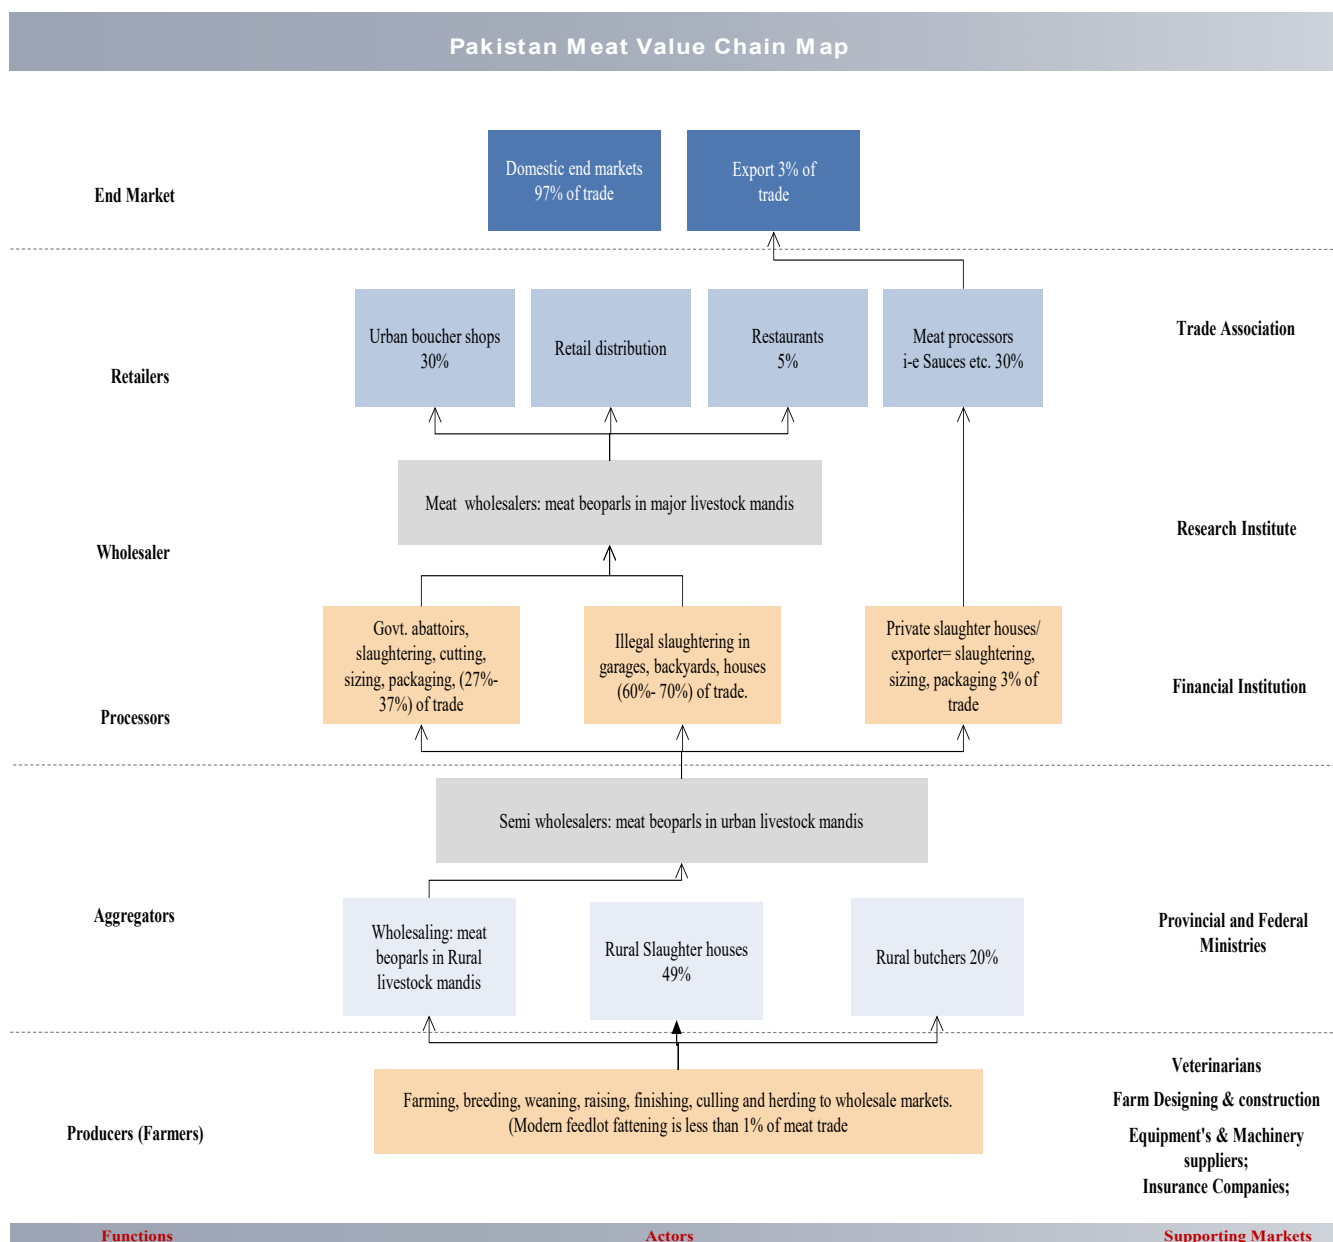 Pakistan Meat Value Chain Map
Domestic end markets
97% of trade
Export 3% of
trade
End Market
Urban boucher shops
30%
Retail distribution
Restaurants
5%
Meat processors
i-e Sauces etc. 30%
Trade Association
Retailers
Meat wholesalers: meat beoparls in major livestock mandis
Wholesaler
Research Institute
Govt. abattoirs,
slaughtering, cutting,
sizing, packaging, (27%-
37%) of trade
Illegal slaughtering in
garages, backyards, houses
(60%- 70%) of trade.
Private slaughter houses/
exporter= slaughtering,
sizing, packaging 3% of
trade
Processors
Financial Institution
Semi wholesalers: meat beoparls in urban livestock mandis
Aggregators
Wholesaling: meat
beoparls in Rural
livestock mandis
Rural Slaughter houses
49%
Rural butchers 20%
Provincial and Federal
Ministries
Producers (Farmers)
Farming, breeding, weaning, raising, finishing, culling and herding to wholesale markets.
(Modern feedlot fattening is less than 1% of meat trade
Veterinarians
Farm Designing & construction
Equipment's & Machinery
suppliers;
Insurance Companies;
Functions
Actors
Supporting Markets